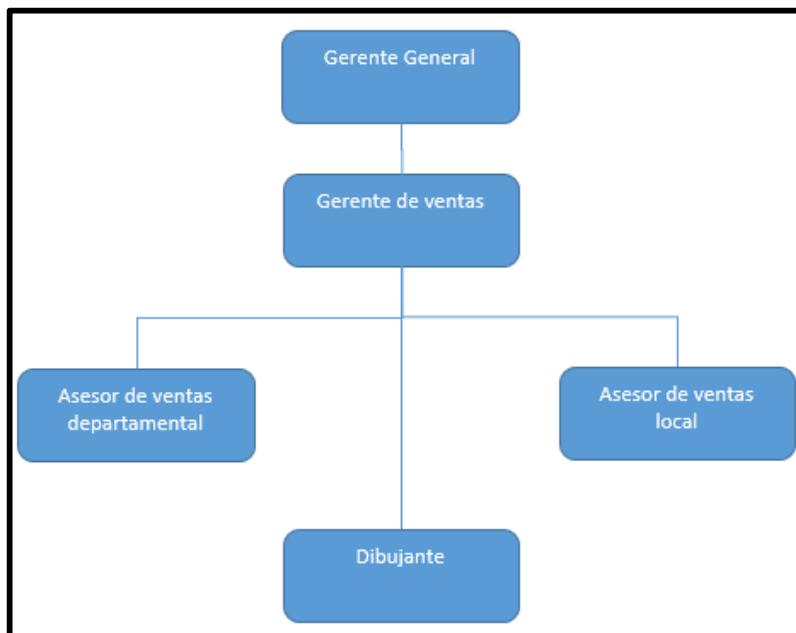 Gerente General
Gerente de ventas
Asesor de ventas
departamental
Asesor de ventas
local
Dibujante